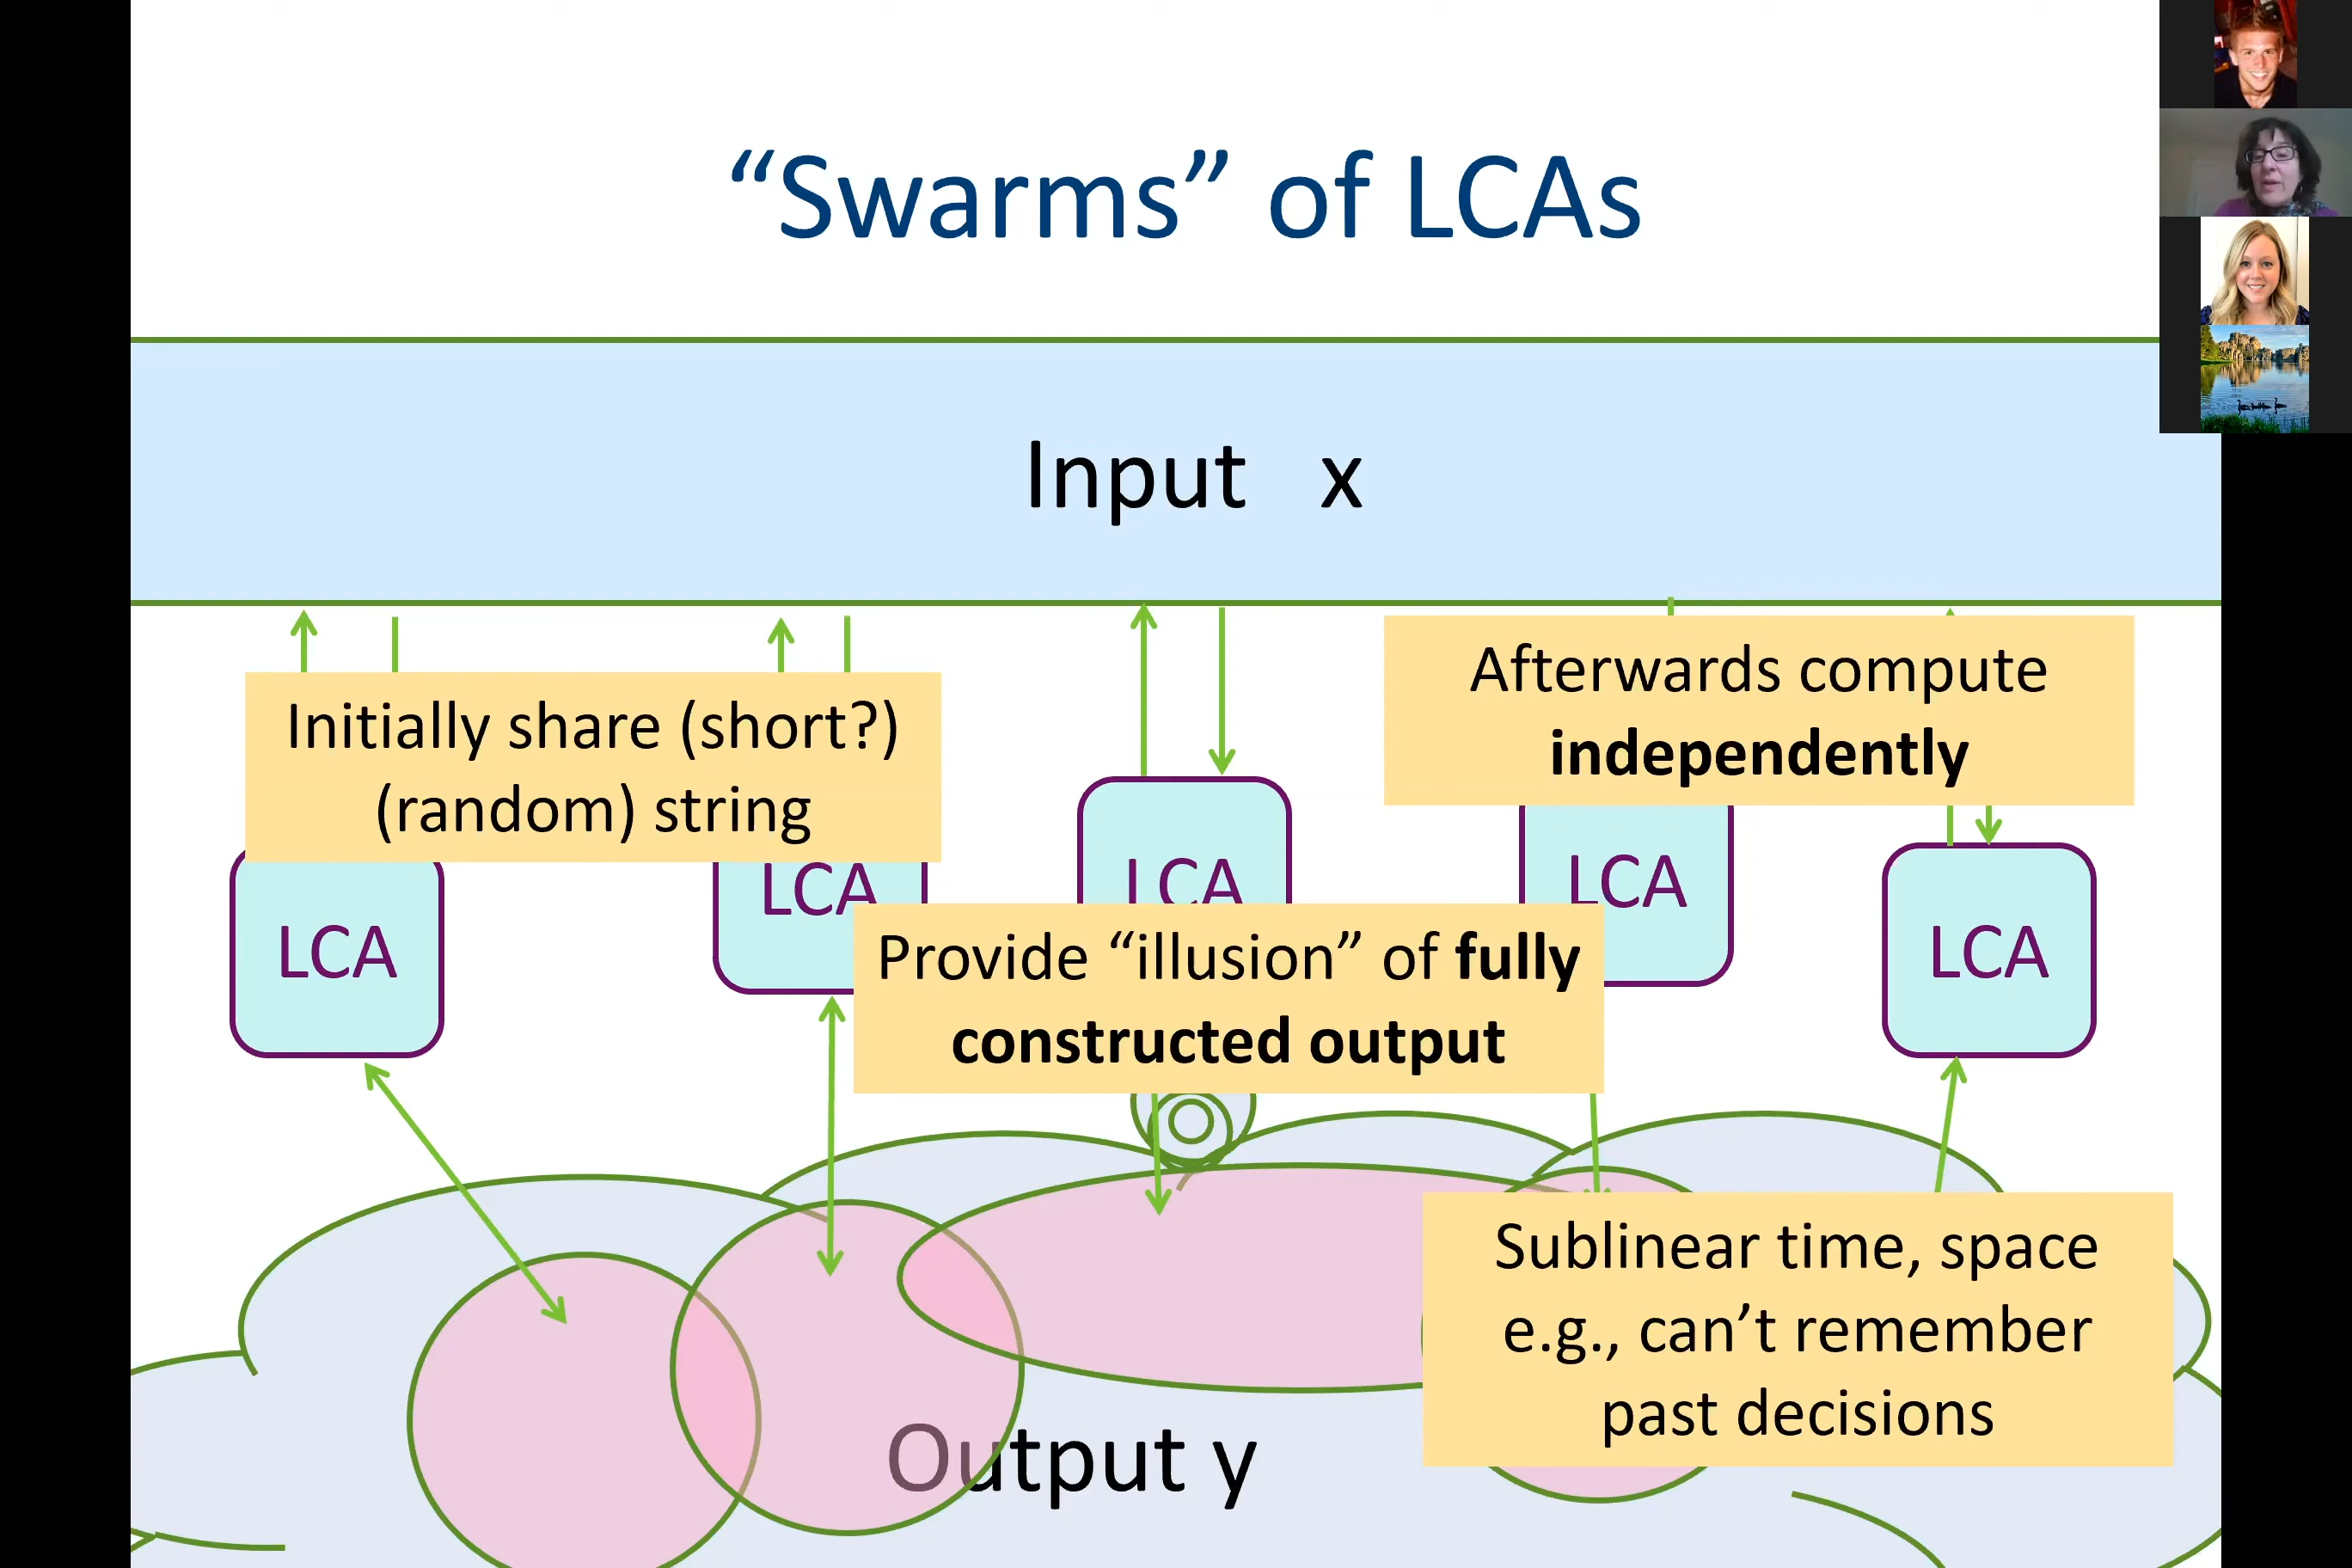 “Swarms” of LCAs
Input x
Initially share (short?)
(random) string
Afterwards compute
independently
LCA
LCA
LCA
LCA
LCA
Provide “illusion” of fully
constructed output
Sublinear time, space
e.g., can’t remember
past decisions
Output y